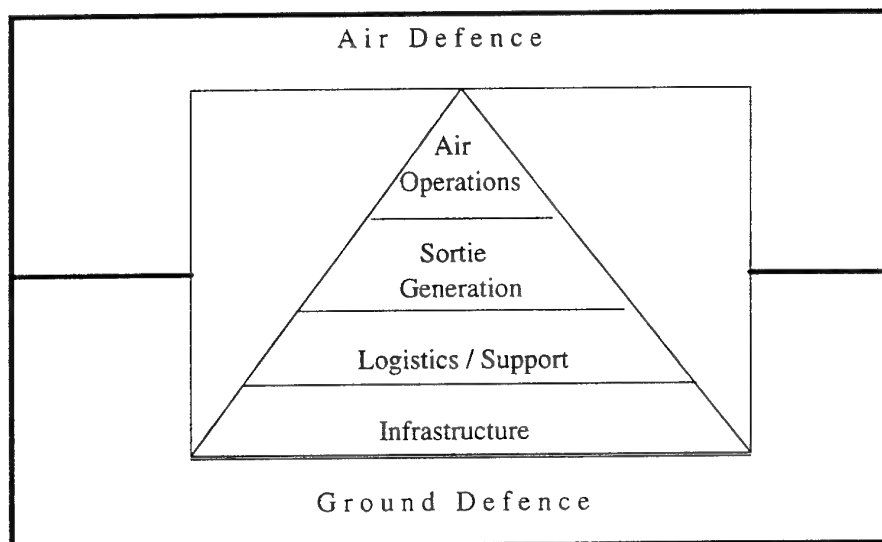 Air Defence
Air
Operations
Sortie
Generation
Logistics / Support
Infrastructure
Ground Defence